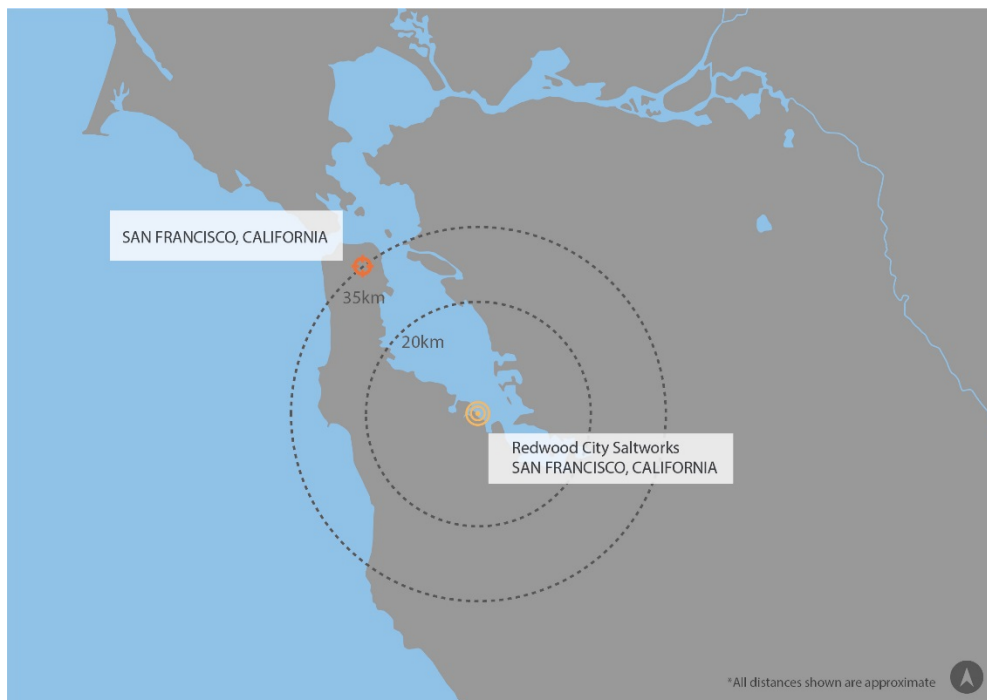 SAN FRANCISCO, CALIFORNIA
35km
20km
Redwood City Saltworks
SAN FRANCISCO, CALIFORNIA
*All distances shown are approximate